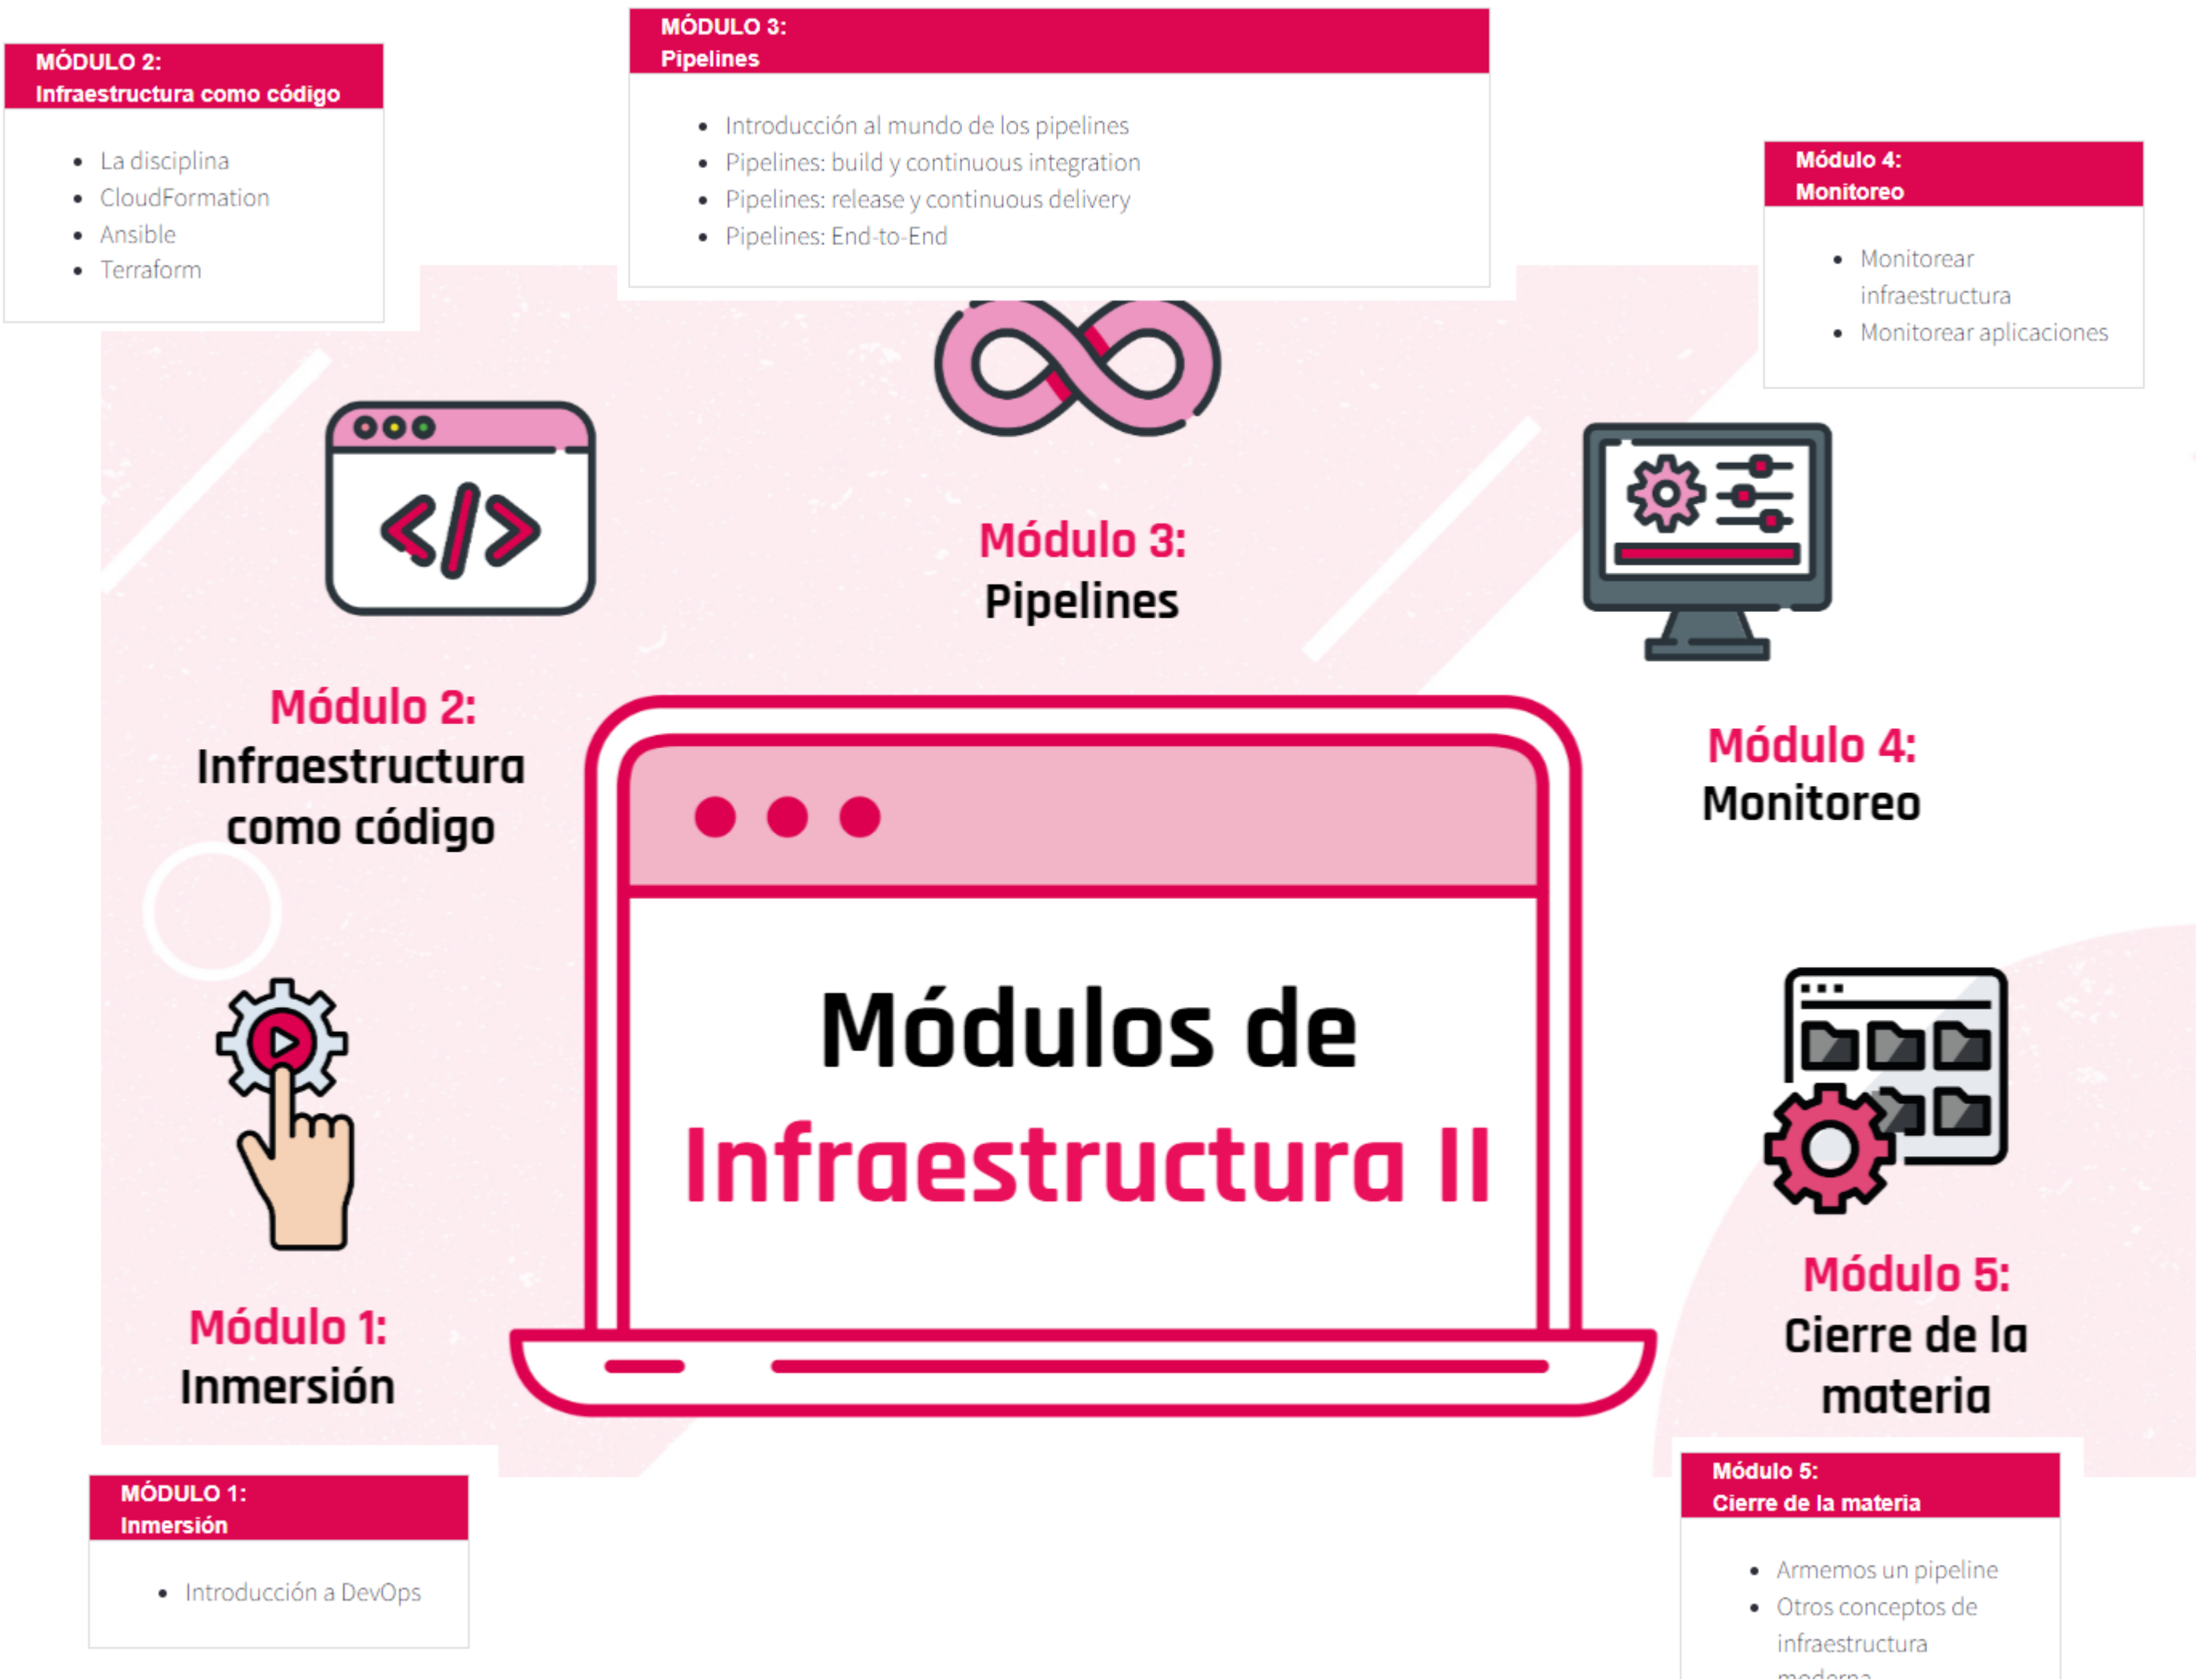 MÓDULO 2:
Infraestructura como código
La disciplina
CloudFormation
Ansible
Terraform
MÓDULO 3:
Pipelines
Introducción al mundo de los pipelines
Pipelines: build y continuous integration
Pipelines: release y continuous delivery
Pipelines: End-to-End
Módulo 4:
Monitoreo
Monitorear
infraestructura
Monitorear aplicaciones
Módulo 2:
Infraestructura
como código
Módulo 3:
Pipelines
Módulo 4:
Monitoreo
Módulos de
Infraestructura II
Módulo 1:
Inmersión
Módulo 5:
Cierre de la
materia
MÓDULO 1:
Inmersión
Introducción a DevOps
Módulo 5:
Cierre de la materia
Armemos un pipeline
Otros conceptos de
infraestructura
moderna